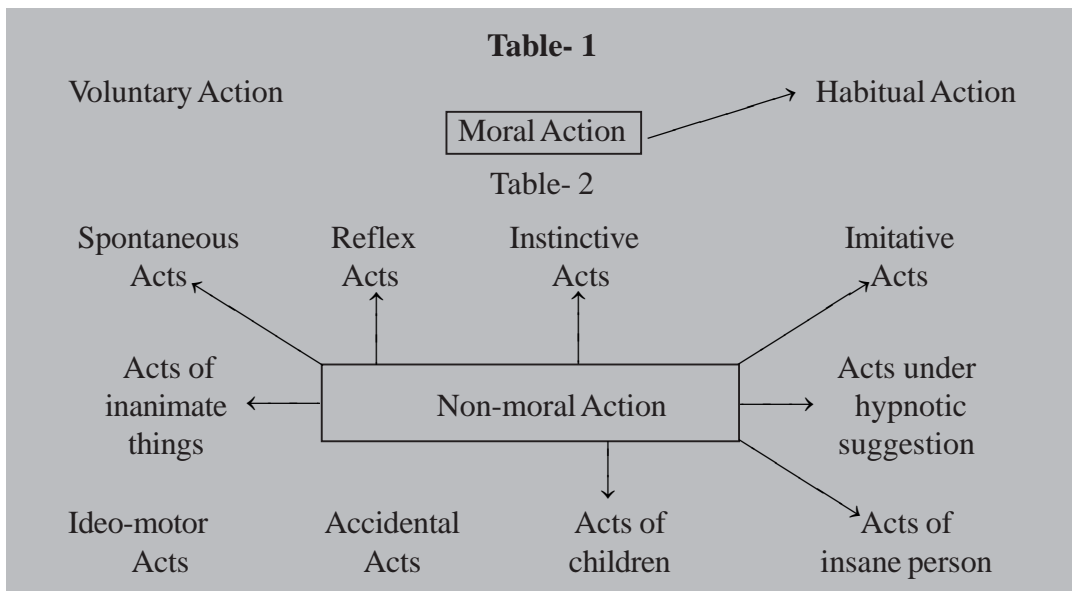 Table- 1
Voluntary Action
Habitual Action
Moral Action
Table- 2
Spontaneous
Acts
Reflex
Acts
Instinctive
Acts
Imitative
Acts
Acts of
inanimate
things
Non-moral Action
Acts under
hypnotic
suggestion
Ideo-motor
Acts
Accidental
Acts
Acts of
children
Acts of
insane person